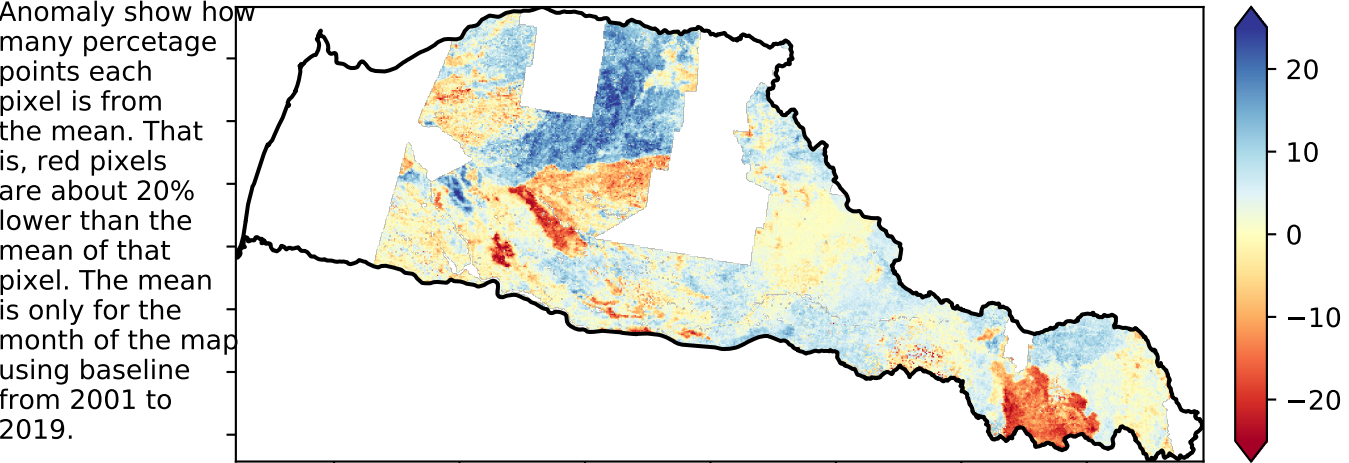 Anomaly show how
many percetage
points each
pixel is from
the mean. That
is, red pixels
are about 20%
lower than the
mean of that
pixel. The mean
is only for the
month of the map
using baseline
from 2001 to
2019.
20
10
0
−10
−20